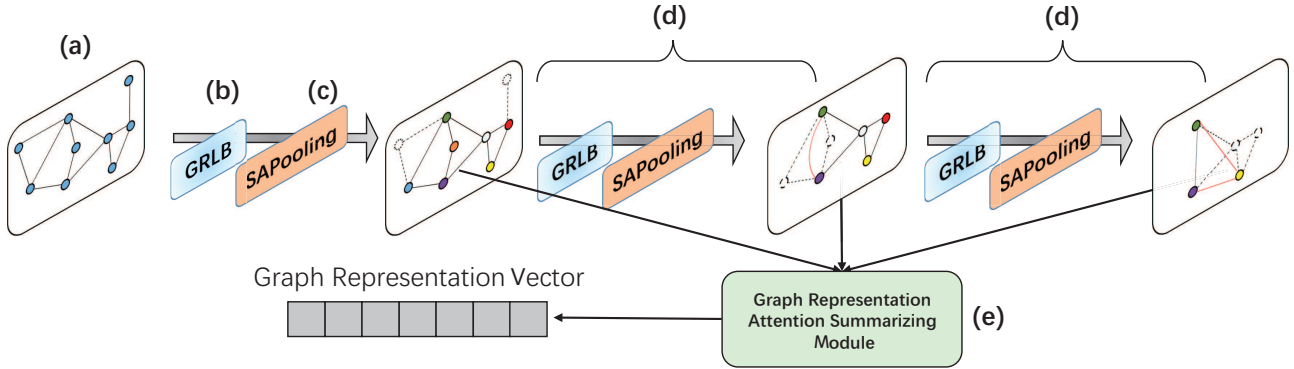 (a)
(b)
(c)
(d)
(d)
GRLB
SAPooling
GRLB
SAPooling
GRLB
SAPooling
Graph Representation Vector
Graph Representation
Attention Summarizing
Module
(e)